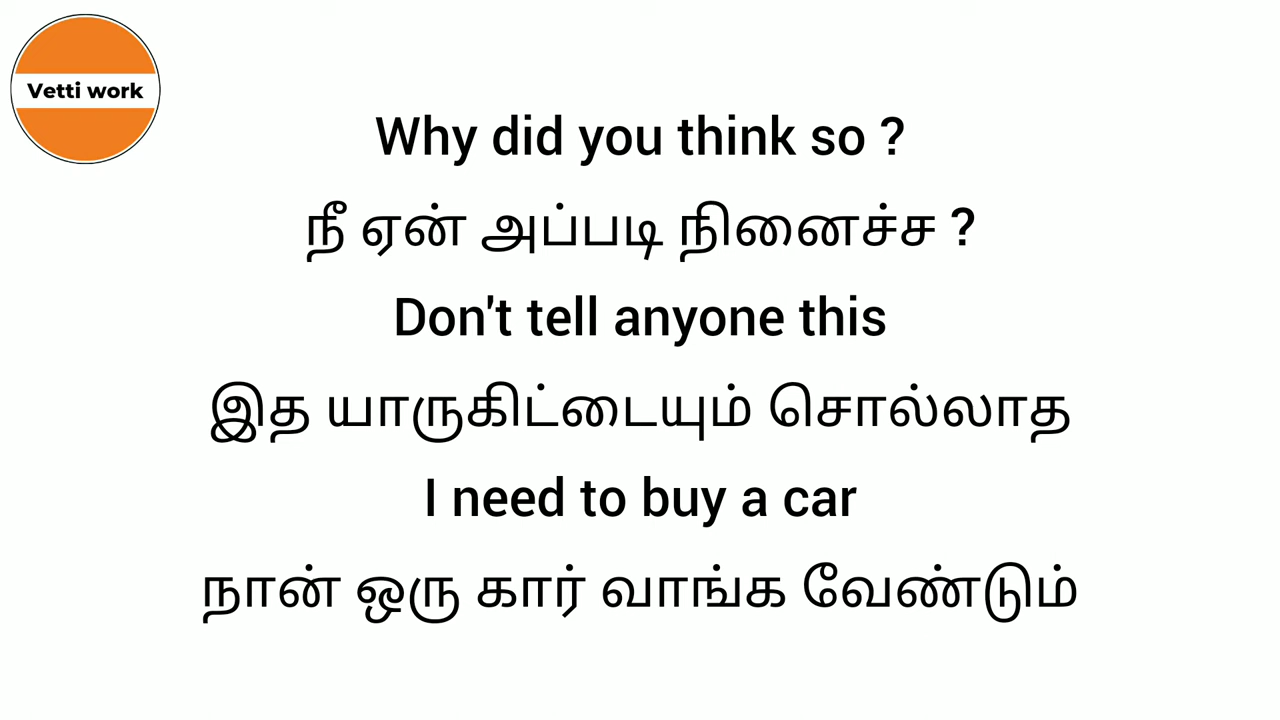 Vetti work
Why did you think so ?
நீ ஏன் அப்படி நினைச்ச ?
Don't tell anyone this
இத யாருகிட்டையும் சொல்லாத
I need to buy a car
நான் ஒரு கார் வாங்க வேண்டும்